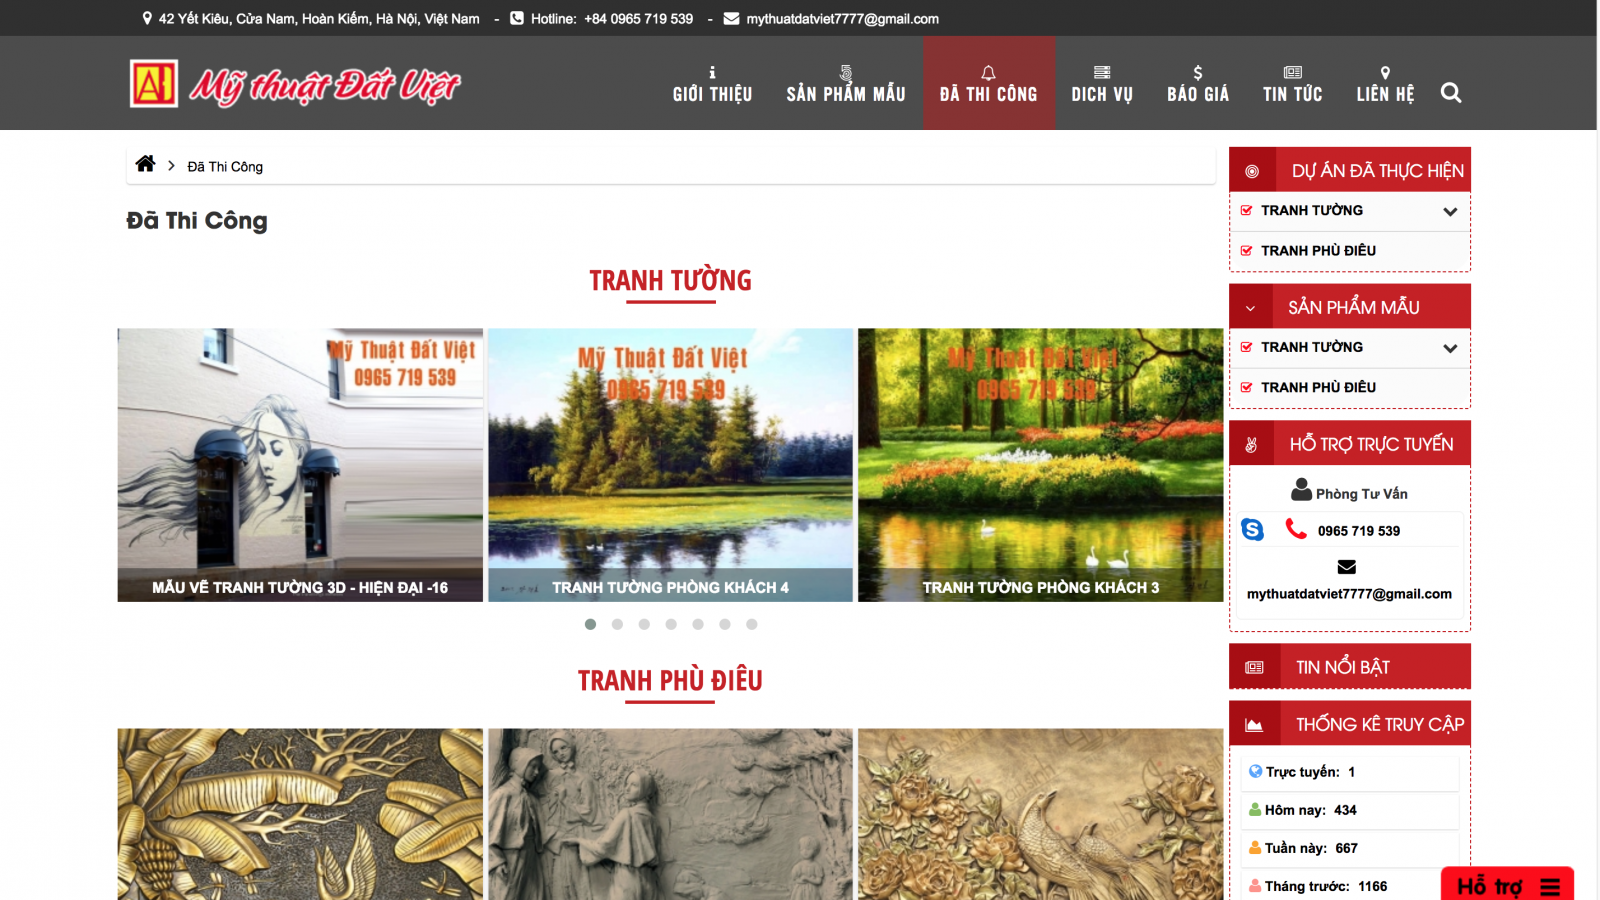 42 Yết Kiêu, Cửa Nam, Hoàn Kiếm, Hà Nội, Việt Nam - Hotline: +84 0965 719 539 - mythuatdatviet7777@gmail.com
Mỹ thuật Đất Việt
GIỚI THIỆU SẢN PHẨM MẪU ĐÃ THI CÔNG DỊCH VỤ BÁO GIÁ TIN TỨC LIÊN HỆ
Đã Thi Công
Đã Thi Công
TRANH TƯỜNG
Mỹ Thuật Đất Việt
0965 719 539
Mỹ Thuật Đất Việt
0965 719 539
Mỹ Thuật Đất Việt
0965 719 539
MẪU VẼ TRANH TƯỜNG 3D - HIỆN ĐẠI -16
TRANH TƯỜNG PHÒNG KHÁCH 4
TRANH TƯỜNG PHÒNG KHÁCH 3
TRANH PHÙ ĐIÊU
DỰ ÁN ĐÃ THỰC HIỆN
TRANH TƯỜNG
TRANH PHÙ ĐIÊU
SẢN PHẨM MẪU
TRANH TƯỜNG
TRANH PHÙ ĐIÊU
HỖ TRỢ TRỰC TUYẾN
Phòng Tư Vấn
0965 719 539
mythuatdatviet7777@gmail.com
TIN NỔI BẬT
THỐNG KÊ TRUY CẬP
Trực tuyến: 1
Hôm nay: 434
Tuần này: 667
Tháng trước: 1166
Hỗ trợ